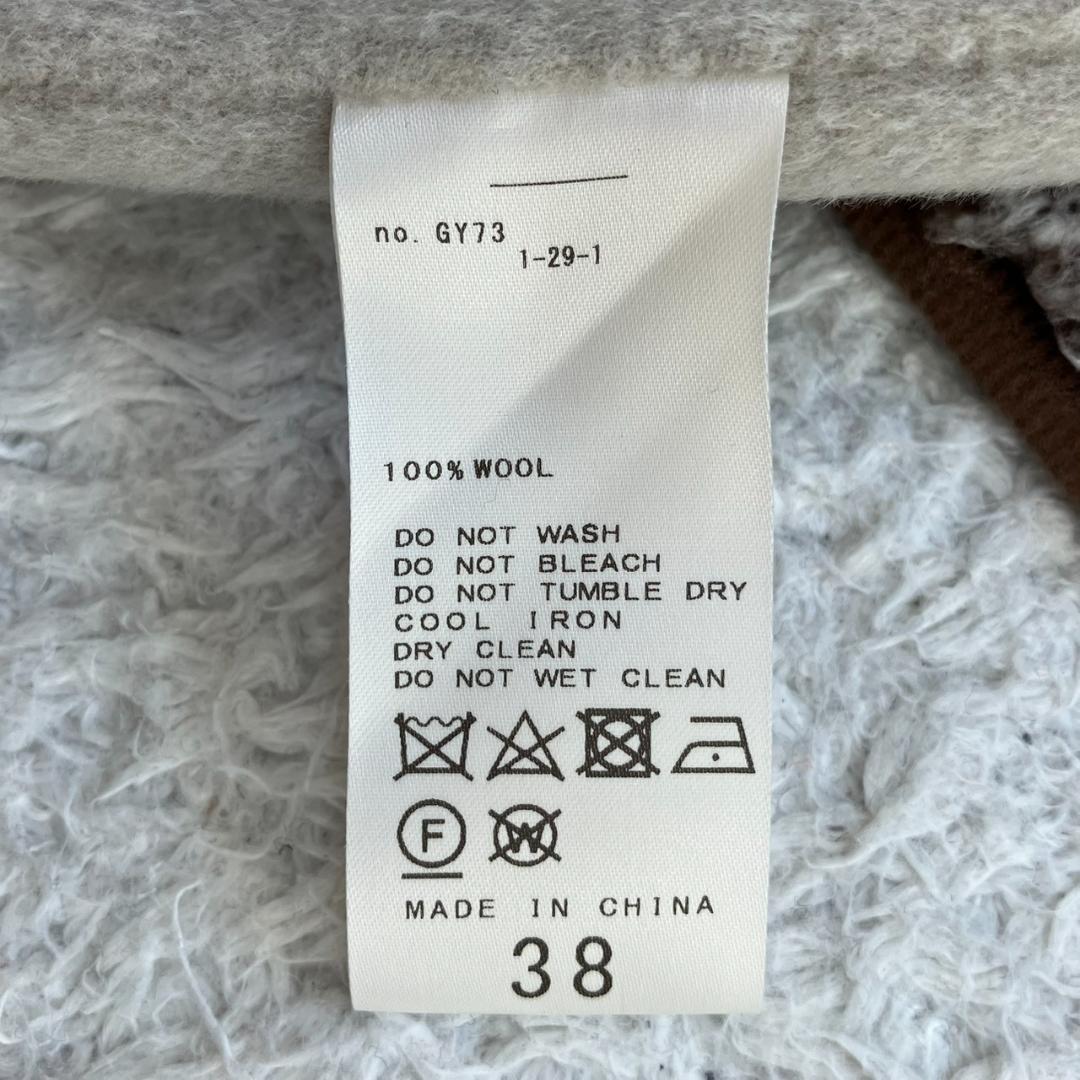 no. GY73
1-29-1
100% WOOL
DO NOT WASH
DO NOT BLEACH
DO NOT TUMBLE DRY
COOL IRON
DRY CLEAN
DO NOT WET CLEAN
F W
MADE IN CHINA
38